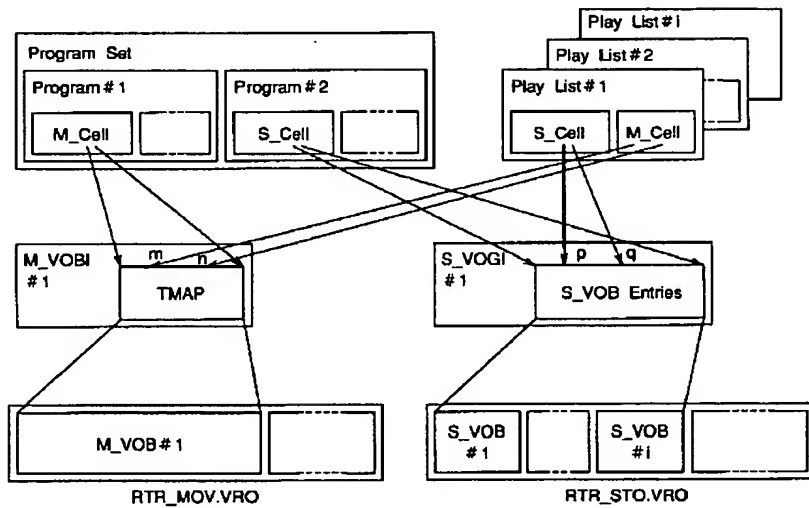 Program Set
Program # 1
M_Cell
Program # 2
S_Cell
Play List # i
Play List # 2
Play List # 1
S_Cell
M_Cell
M_VOBI
# 1
m
n
TMAP
S_VOGI
# 1
p
q
S_VOB Entries
M_VOB # 1
S_VOB
# 1
S_VOB
# i
RTR_MOV.VRO
RTR_STO.VRO